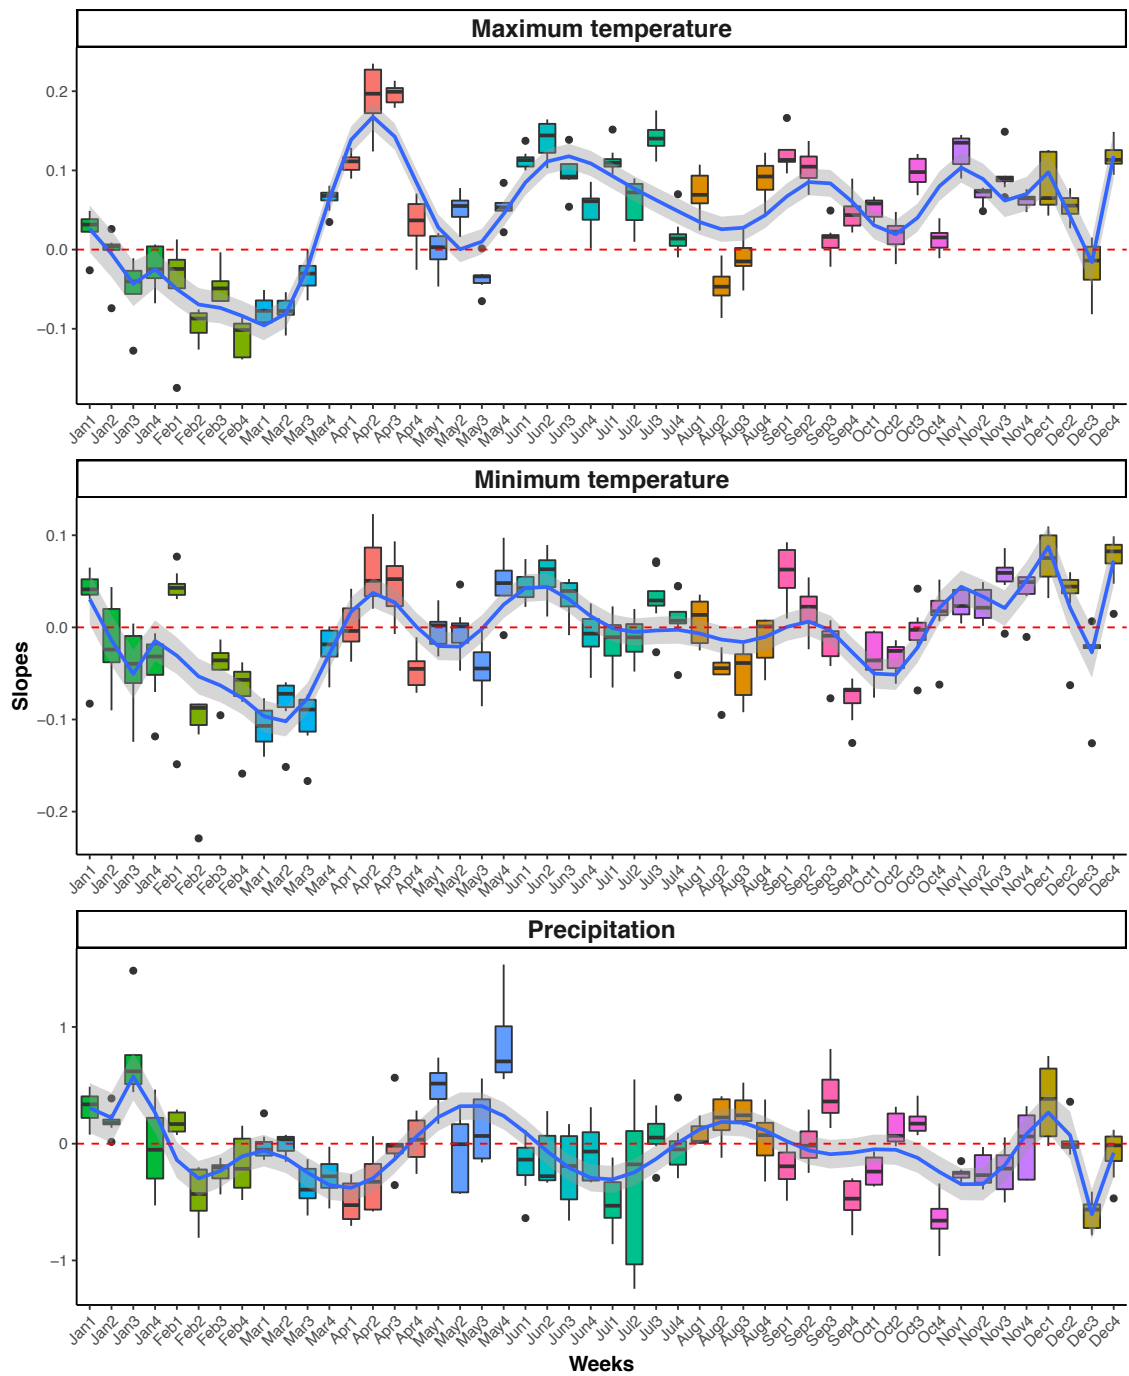 Maximum temperature
0.2
0.1
0.0
−0.1
Jan1 Jan2 Jan3 Jan4 Feb1 Feb2 Feb3 Feb4 Mar1 Mar2 Mar3 Mar4 Apr1 Apr2 Apr3 Apr4 May1 May2 May3 May4 Jun1 Jun2 Jun3 Jun4 Jul1 Jul2 Jul3 Jul4 Aug1 Aug2 Aug3 Aug4 Sep1 Sep2 Sep3 Sep4 Oct1 Oct2 Oct3 Oct4 Nov1 Nov2 Nov3 Nov4 Dec1 Dec2 Dec3 Dec4
Minimum temperature
0.1
0.0
−0.1
−0.2
Slopes
Jan1 Jan2 Jan3 Jan4 Feb1 Feb2 Feb3 Feb4 Mar1 Mar2 Mar3 Mar4 Apr1 Apr2 Apr3 Apr4 May1 May2 May3 May4 Jun1 Jun2 Jun3 Jun4 Jul1 Jul2 Jul3 Jul4 Aug1 Aug2 Aug3 Aug4 Sep1 Sep2 Sep3 Sep4 Oct1 Oct2 Oct3 Oct4 Nov1 Nov2 Nov3 Nov4 Dec1 Dec2 Dec3 Dec4
Precipitation
1
0
−1
Jan1 Jan2 Jan3 Jan4 Feb1 Feb2 Feb3 Feb4 Mar1 Mar2 Mar3 Mar4 Apr1 Apr2 Apr3 Apr4 May1 May2 May3 May4 Jun1 Jun2 Jun3 Jun4 Jul1 Jul2 Jul3 Jul4 Aug1 Aug2 Aug3 Aug4 Sep1 Sep2 Sep3 Sep4 Oct1 Oct2 Oct3 Oct4 Nov1 Nov2 Nov3 Nov4 Dec1 Dec2 Dec3 Dec4
Weeks